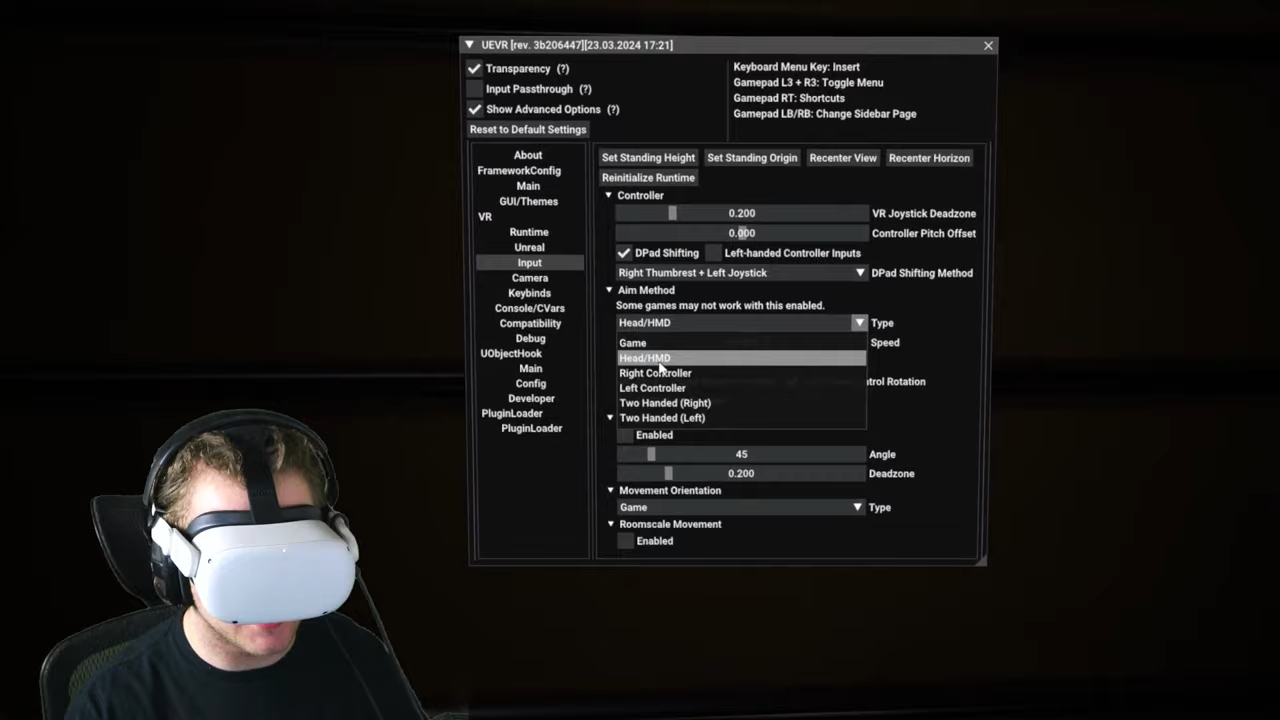 UEVR [rev. 3b206447][23.03.2024 17:21]
Transparency (?)
Input Passthrough (?)
Show Advanced Options (?)
Reset to Default Settings
Keyboard Menu Key: Insert
Gamepad L3 + R3: Toggle Menu
Gamepad RT: Shortcuts
Gamepad LB/RB: Change Sidebar Page
About
FrameworkConfig
Main
GUI/Themes
VR
Runtime
Unreal
Input
Camera
Keybinds
Console/CVars
Compatibility
Debug
UObjectHook
Main
Config
Developer
PluginLoader
PluginLoader
Set Standing Height Set Standing Origin Recenter View Recenter Horizon
Reinitialize Runtime
Controller
0.200 VR Joystick Deadzone
0.000 Controller Pitch Offset
DPad Shifting Left-handed Controller Inputs
Right Thumbrest + Left Joystick DPad Shifting Method
Aim Method
Some games may not work with this enabled.
Head/HMD Type
Game Speed
Head/HMD
Right Controller
Rotation
Left Controller
Two Handed (Right)
Two Handed (Left)
Enabled
45 Angle
0.200 Deadzone
Movement Orientation
Game Type
Roomscale Movement
Enabled